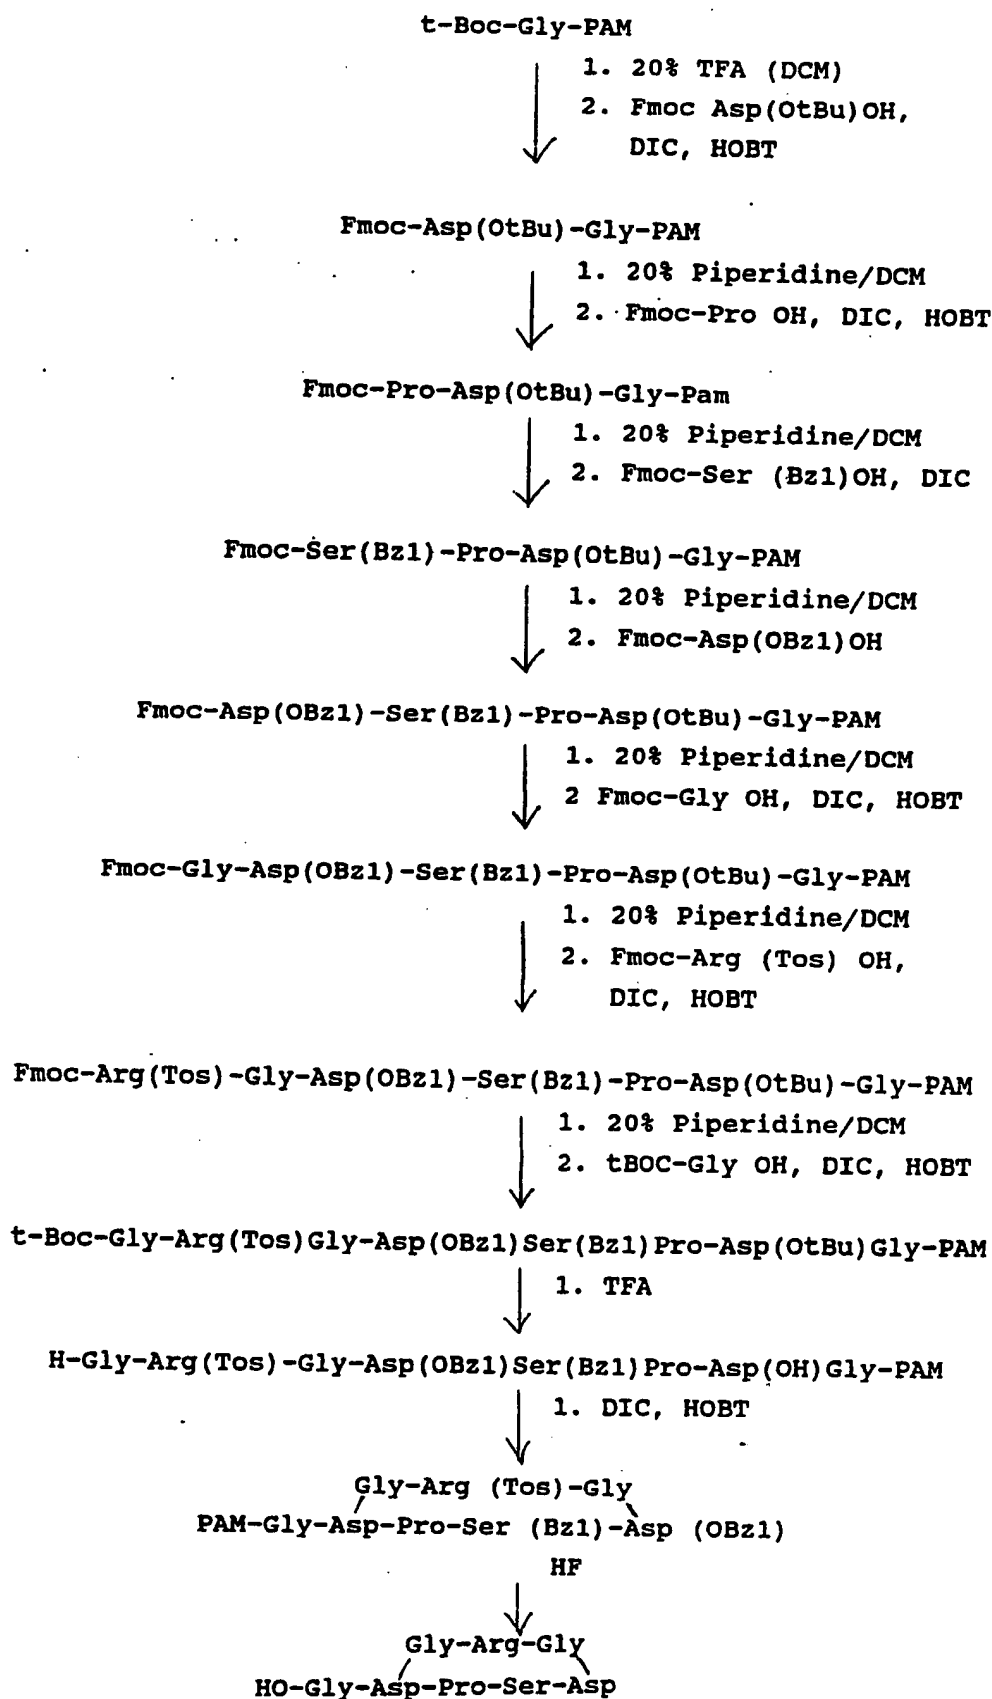 t-Boc-Gly-PAM
1. 20% TFA (DCM)
2. Fmoc Asp(OtBu)OH,
DIC, HOBT
Fmoc-Asp(OtBu)-Gly-PAM
1. 20% Piperidine/DCM
2. Fmoc-Pro OH, DIC, HOBT
Fmoc-Pro-Asp(OtBu)-Gly-Pam
1. 20% Piperidine/DCM
2. Fmoc-Ser (Bzl)OH, DIC
Fmoc-Ser(Bzl)-Pro-Asp(OtBu)-Gly-PAM
1. 20% Piperidine/DCM
2. Fmoc-Asp(OBzl)OH
Fmoc-Asp(OBzl)-Ser(Bzl)-Pro-Asp(OtBu)-Gly-PAM
1. 20% Piperidine/DCM
2 Fmoc-Gly OH, DIC, HOBT
Fmoc-Gly-Asp(OBzl)-Ser(Bzl)-Pro-Asp(OtBu)-Gly-PAM
1. 20% Piperidine/DCM
2. Fmoc-Arg (Tos) OH,
DIC, HOBT
Fmoc-Arg(Tos)-Gly-Asp(OBzl)-Ser(Bzl)-Pro-Asp(OtBu)-Gly-PAM
1. 20% Piperidine/DCM
2. tBOC-Gly OH, DIC, HOBT
t-Boc-Gly-Arg(Tos)Gly-Asp(OBzl)Ser(Bzl)Pro-Asp(OtBu)Gly-PAM
1. TFA
H-Gly-Arg(Tos)-Gly-Asp(OBzl)Ser(Bzl)Pro-Asp(OH)Gly-PAM
1. DIC, HOBT
Gly-Arg (Tos)-Gly
PAM-Gly-Asp-Pro-Ser (Bzl)-Asp (OBzl)
HF
Gly-Arg-Gly
HO-Gly-Asp-Pro-Ser-Asp